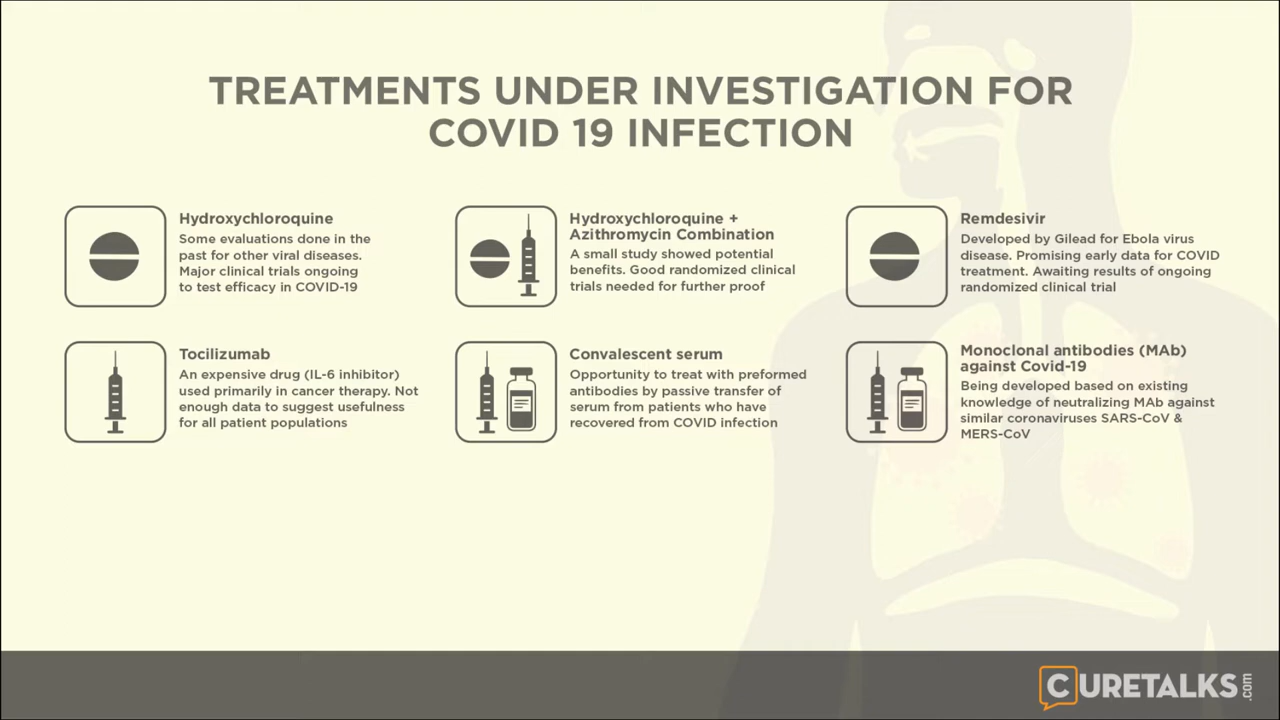 TREATMENTS UNDER INVESTIGATION FOR
COVID 19 INFECTION
Hydroxychloroquine
Some evaluations done in the
past for other viral diseases.
Major clinical trials ongoing
to test efficacy in COVID-19
Hydroxychloroquine +
Azithromycin Combination
A small study showed potential
benefits. Good randomized clinical
trials needed for further proof
Remdesivir
Developed by Gilead for Ebola virus
disease. Promising early data for COVID
treatment. Awaiting results of ongoing
randomized clinical trial
Tocilizumab
An expensive drug (IL-6 inhibitor)
used primarily in cancer therapy. Not
enough data to suggest usefulness
for all patient populations
Convalescent serum
Opportunity to treat with preformed
antibodies by passive transfer of
serum from patients who have
recovered from COVID infection
Monoclonal antibodies (MAb)
against Covid-19
Being developed based on existing
knowledge of neutralizing MAb against
similar coronaviruses SARS-CoV &
MERS-CoV
CURETALKS.com